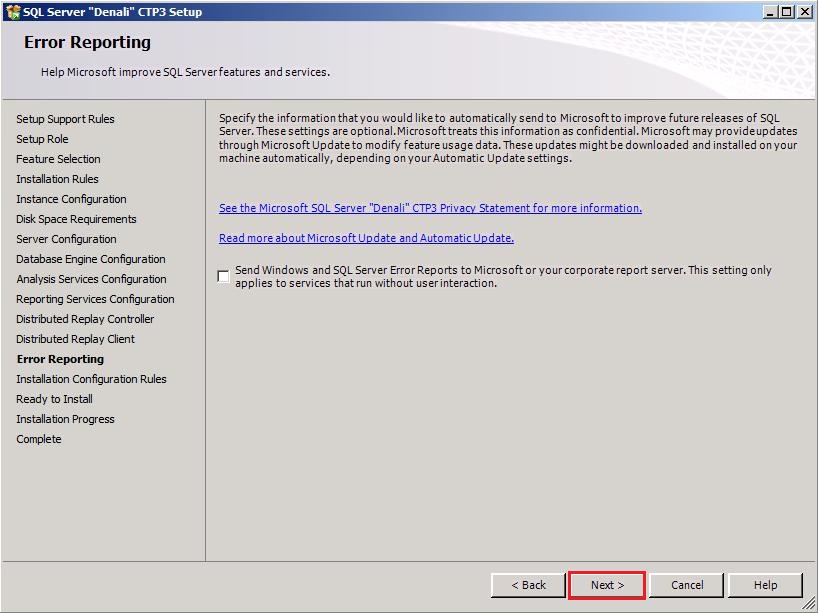 SQL Server "Denali" CTP3 Setup
Error Reporting
Help Microsoft improve SQL Server features and services.
Setup Support Rules
Setup Role
Feature Selection
Installation Rules
Instance Configuration
Disk Space Requirements
Server Configuration
Database Engine Configuration
Analysis Services Configuration
Reporting Services Configuration
Distributed Replay Controller
Distributed Replay Client
Error Reporting
Installation Configuration Rules
Ready to Install
Installation Progress
Complete
Specify the information that you would like to automatically send to Microsoft to improve future releases of SQL
Server. These settings are optional. Microsoft treats this information as confidential. Microsoft may provide updates
through Microsoft Update to modify feature usage data. These updates might be downloaded and installed on your
machine automatically, depending on your Automatic Update settings.
See the Microsoft SQL Server "Denali" CTP3 Privacy Statement for more information.
Read more about Microsoft Update and Automatic Update.
Send Windows and SQL Server Error Reports to Microsoft or your corporate report server. This setting only
applies to services that run without user interaction.
< Back
Next >
Cancel
Help